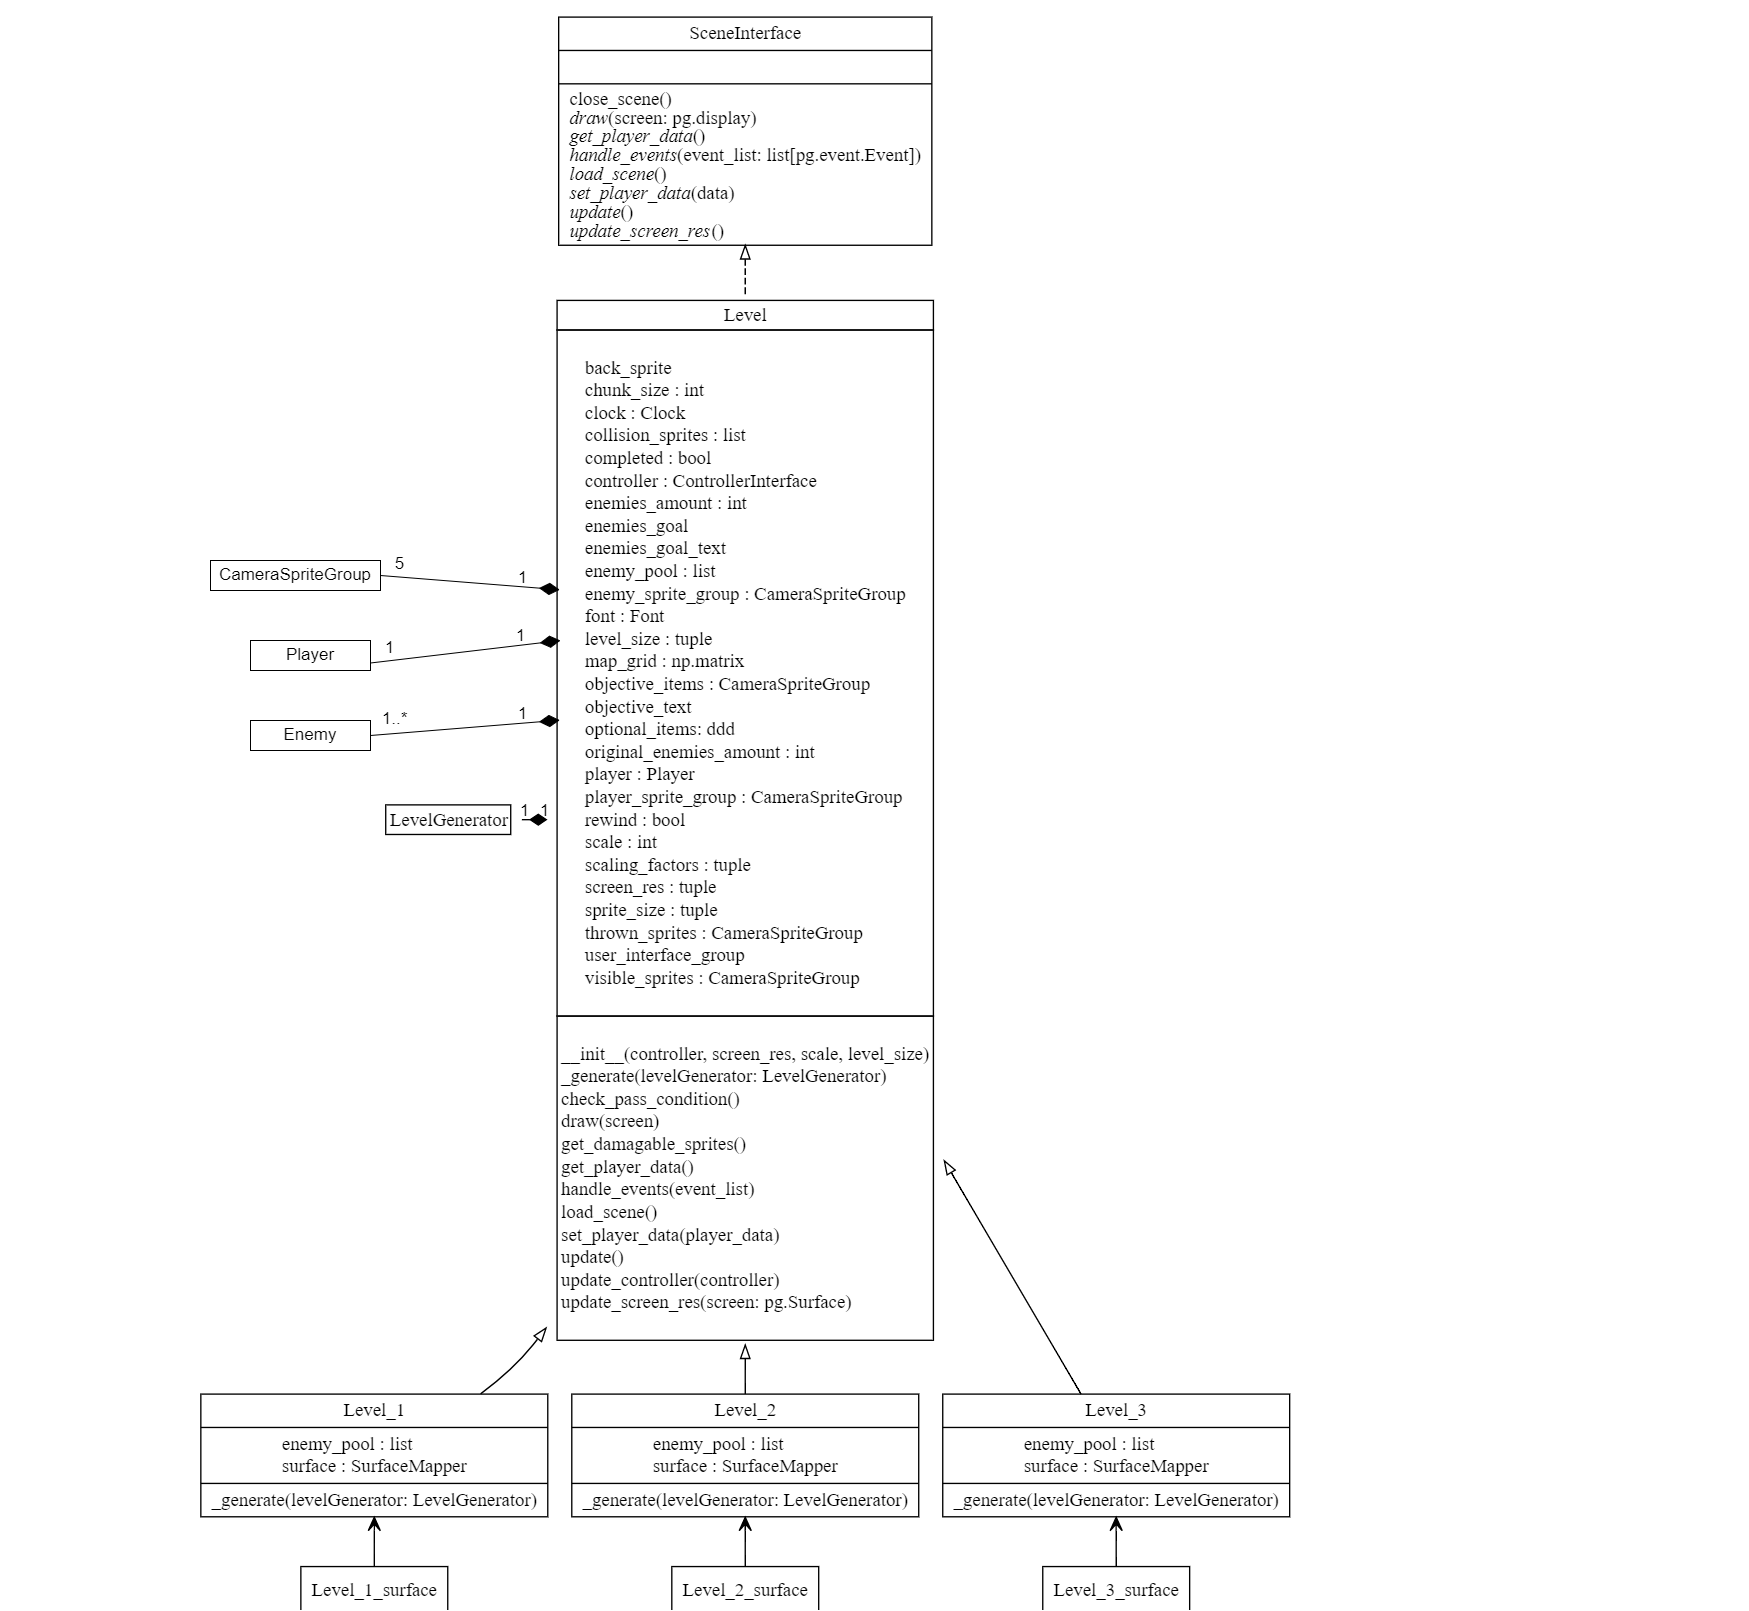 SceneInterface
close_scene()
draw(screen: pg.display)
get_player_data()
handle_events(event_list: list[pg.event.Event])
load_scene()
set_player_data(data)
update()
update_screen_res()
Level
back_sprite
chunk_size : int
clock : Clock
collision_sprites : list
completed : bool
controller : ControllerInterface
enemies_amount : int
enemies_goal
enemies_goal_text
enemy_pool : list
enemy_sprite_group : CameraSpriteGroup
font : Font
level_size : tuple
map_grid : np.matrix
objective_items : CameraSpriteGroup
objective_text
optional_items: ddd
original_enemies_amount : int
player : Player
player_sprite_group : CameraSpriteGroup
rewind : bool
scale : int
scaling_factors : tuple
screen_res : tuple
sprite_size : tuple
thrown_sprites : CameraSpriteGroup
user_interface_group
visible_sprites : CameraSpriteGroup
__init__(controller, screen_res, scale, level_size)
_generate(levelGenerator: LevelGenerator)
check_pass_condition()
draw(screen)
get_damagable_sprites()
get_player_data()
handle_events(event_list)
load_scene()
set_player_data(player_data)
update()
update_controller(controller)
update_screen_res(screen: pg.Surface)
CameraSpriteGroup 5 1
Player 1 1
Enemy 1..* 1
LevelGenerator 1 1
Level_1
enemy_pool : list
surface : SurfaceMapper
_generate(levelGenerator: LevelGenerator)
Level_2
enemy_pool : list
surface : SurfaceMapper
_generate(levelGenerator: LevelGenerator)
Level_3
enemy_pool : list
surface : SurfaceMapper
_generate(levelGenerator: LevelGenerator)
Level_1_surface
Level_2_surface
Level_3_surface